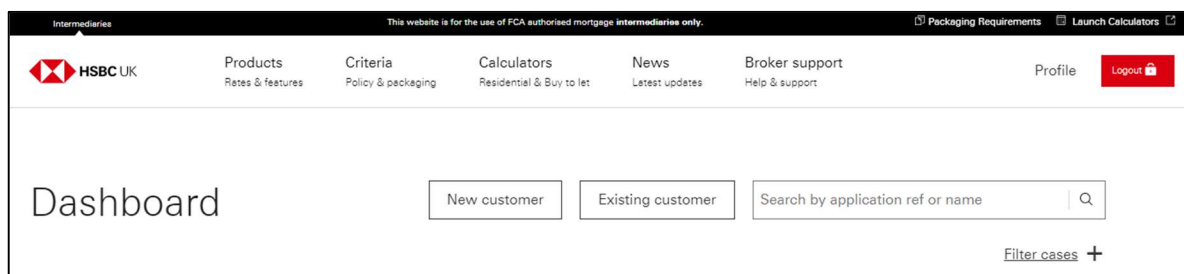 Intermediaries
This website is for the use of FCA authorised mortgage intermediaries only.
Packaging Requirements
Launch Calculators
HSBC UK
Products
Rates & features
Criteria
Policy & packaging
Calculators
Residential & Buy to let
News
Latest updates
Broker support
Help & support
Profile
Logout
Dashboard
New customer
Existing customer
Search by application ref or name
Filter cases